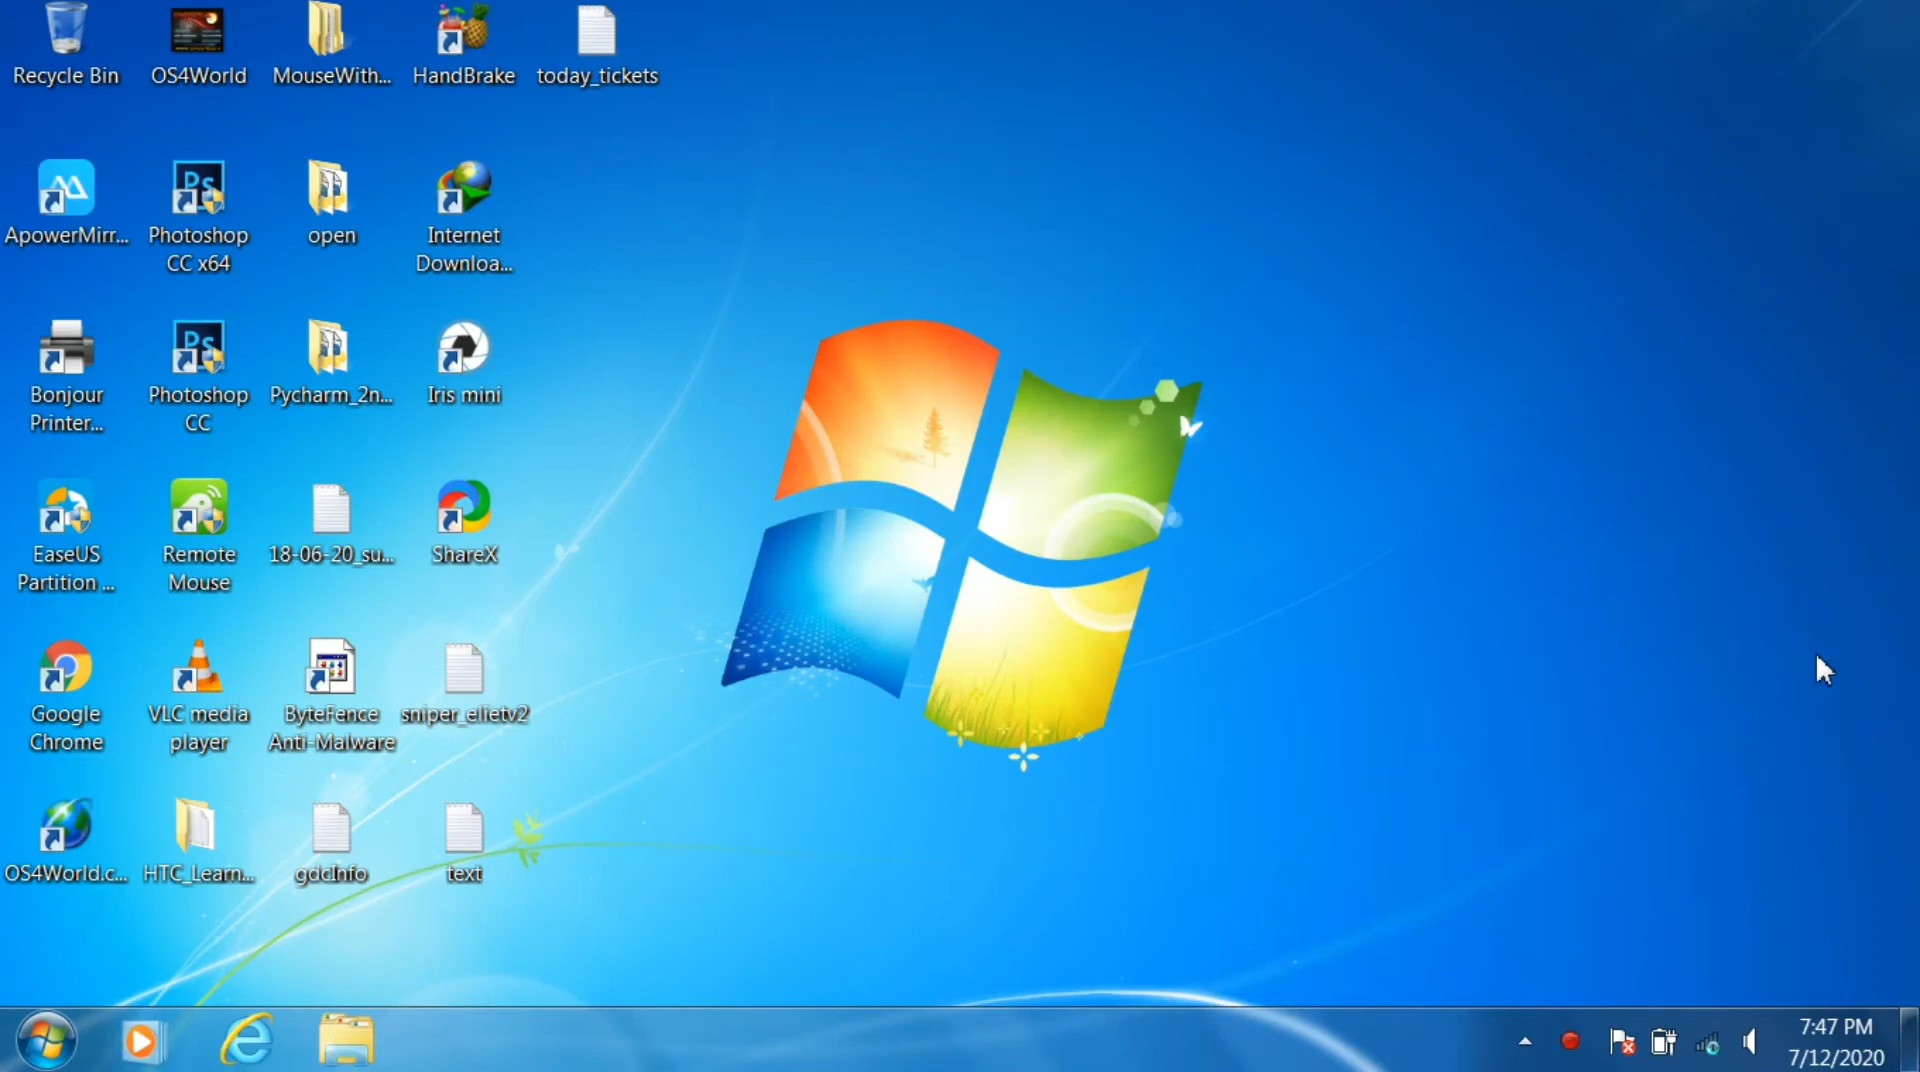 Recycle Bin
OS4World
MouseWith...
HandBrake
today_tickets
ApowerMirr...
Photoshop
CC x64
open
Internet
Downloa...
Bonjour
Printer...
Photoshop
CC
Pycharm_2n...
Iris mini
EaseUS
Partition ...
Remote
Mouse
18-06-20_su...
ShareX
Google
Chrome
VLC media
player
ByteFence
Anti-Malware
sniper_elietv2
OS4World.c...
HTC_Learn...
gdcInfo
text
7:47 PM
7/12/2020